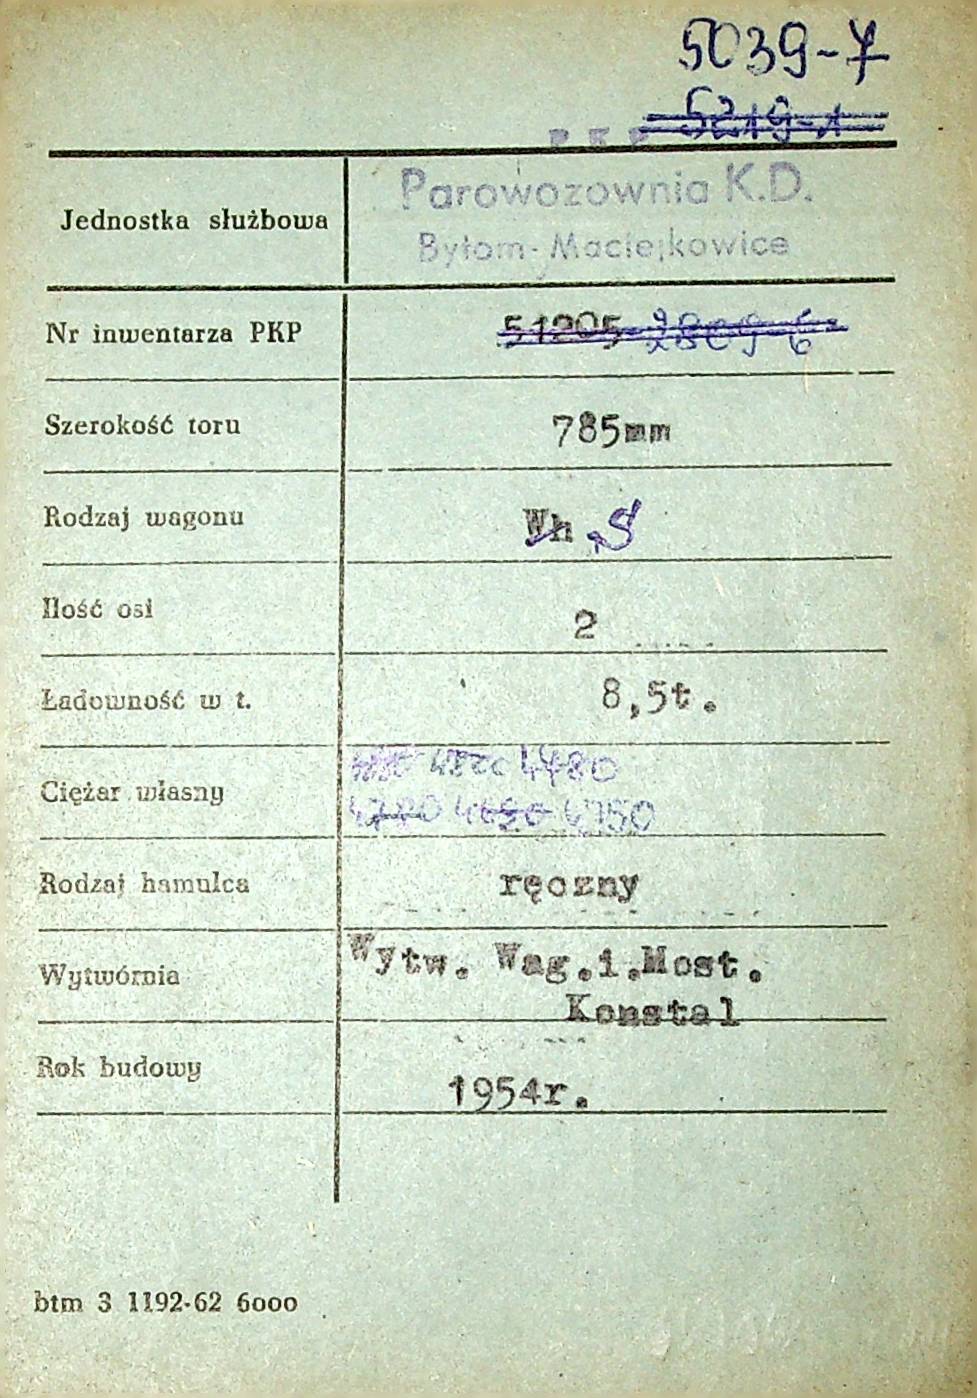 5039-7
5219-1
P K P
Jednostka służbowa Parowozownia K.D.
Bytom-Maciejkowice
Nr inwentarza PKP 51205 2809-6
Szerokość toru 785mm
Rodzaj wagonu Wh S
Ilość osi 2
Ładowność w t. 8,5t.
Ciężar własny 4480
4750
Rodzaj hamulca ręczny
Wytwórnia Wytw. Wag.i.Most.
Konstal
Rok budowy 1954r.
btm 3 1192-62 6000